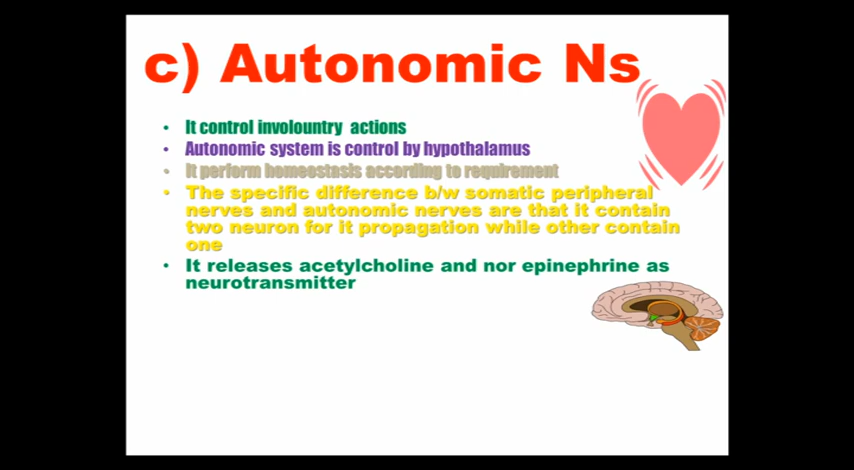 c) Autonomic Ns
• It control involountry actions
• Autonomic system is control by hypothalamus
• It perform homeostasis according to requirement
• The specific difference b/w somatic peripheral
nerves and autonomic nerves are that it contain
two neuron for it propagation while other contain
one
• It releases acetylcholine and nor epinephrine as
neurotransmitter